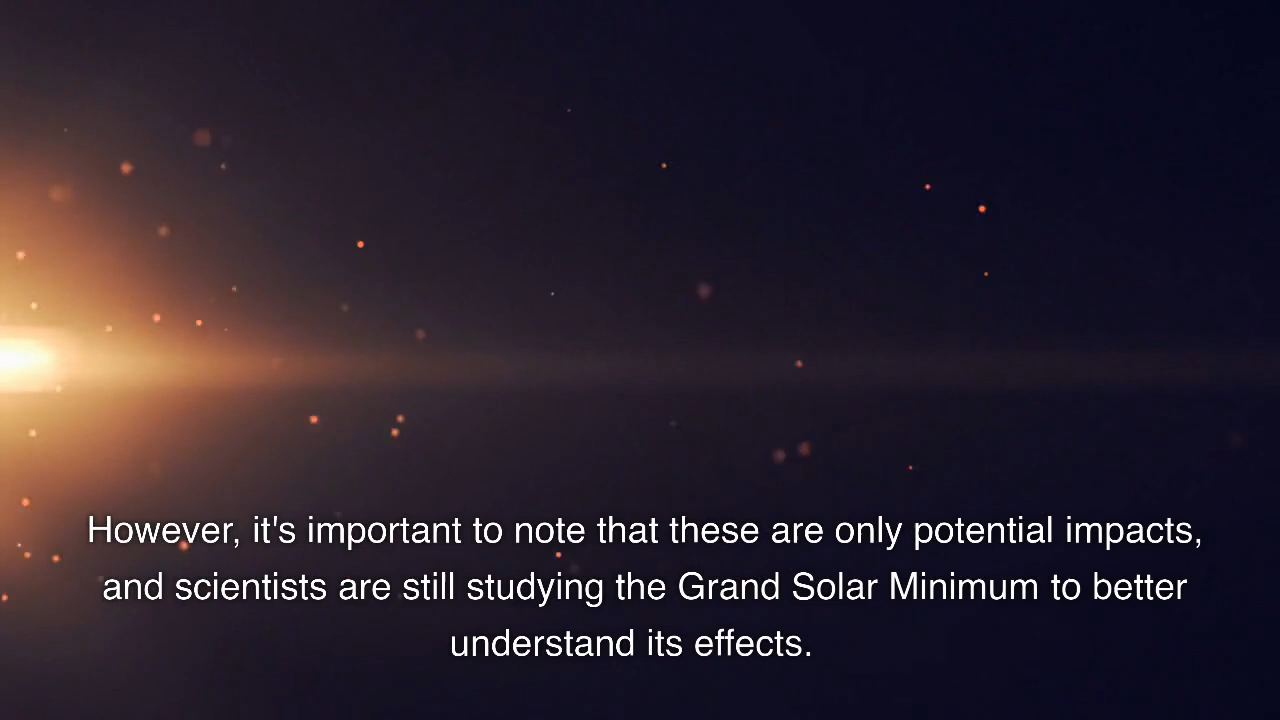 However, it's important to note that these are only potential impacts,
and scientists are still studying the Grand Solar Minimum to better
understand its effects.